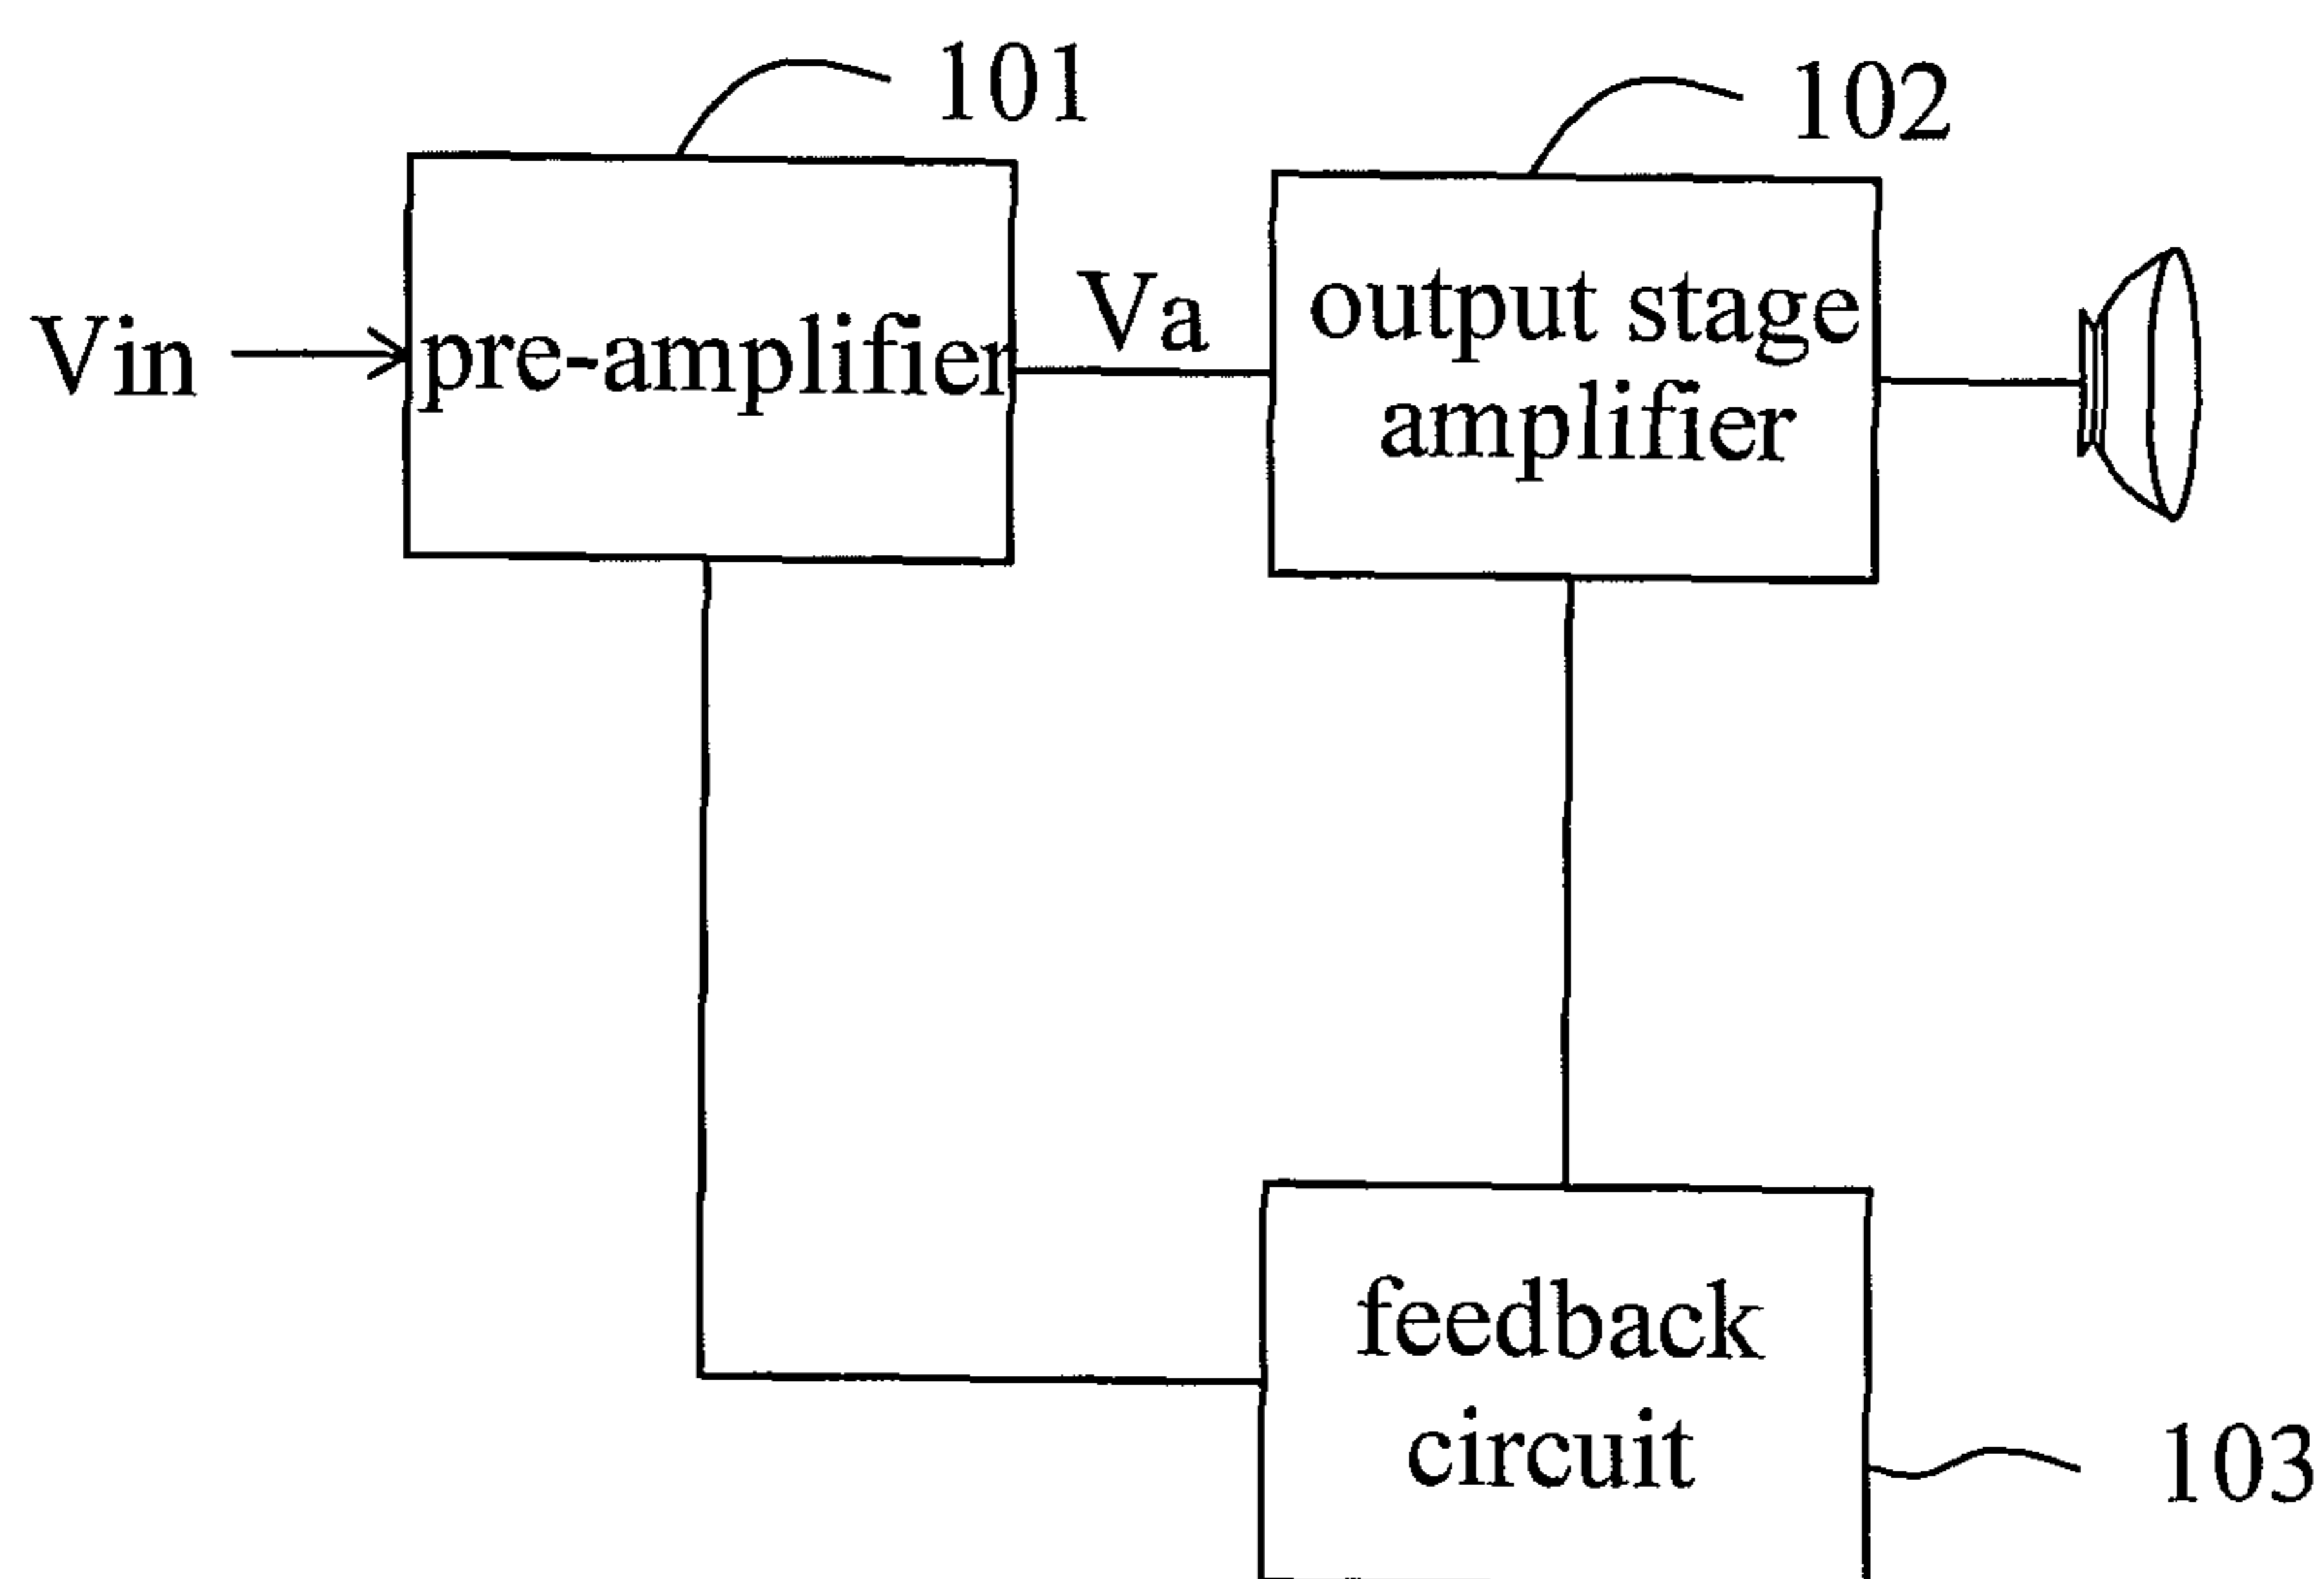 101
102
Vin
pre-amplifier
Va
output stage
amplifier
feedback
circuit
103